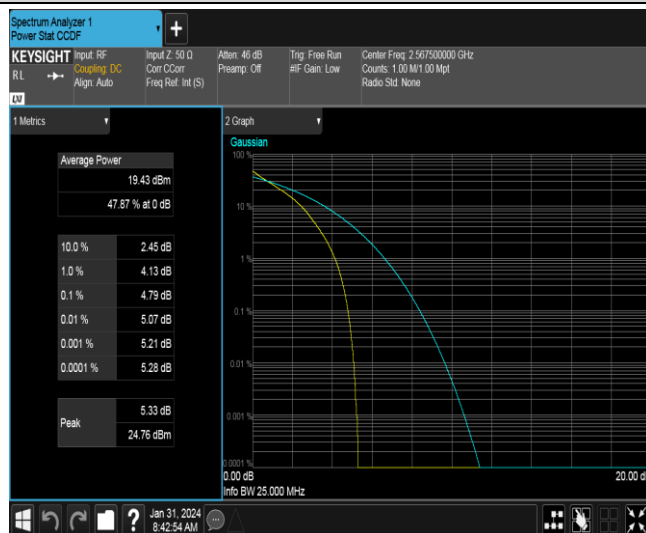 Spectrum Analyzer 1
Power Stat CCDF
+
KEYSIGHT
RL
LXI
Input: RF
Coupling: DC
Align: Auto
Input Z: 50 Ω
Corr CCorr
Freq Ref: Int (S)
Atten: 46 dB
Preamp: Off
Trig: Free Run
#IF Gain: Low
Center Freq: 2.567500000 GHz
Counts: 1.00 M/1.00 Mpt
Radio Std: None
1 Metrics
Average Power
19.43 dBm
47.87 % at 0 dB
10.0 % 2.45 dB
1.0 % 4.13 dB
0.1 % 4.79 dB
0.01 % 5.07 dB
0.001 % 5.21 dB
0.0001 % 5.28 dB
Peak
5.33 dB
24.76 dBm
2 Graph
Gaussian
100 %
10 %
1 %
0.1 %
0.01 %
0.001 %
0.0001 %
0.00 dB
20.00 d
Info BW 25.000 MHz
?
Jan 31, 2024
8:42:54 AM